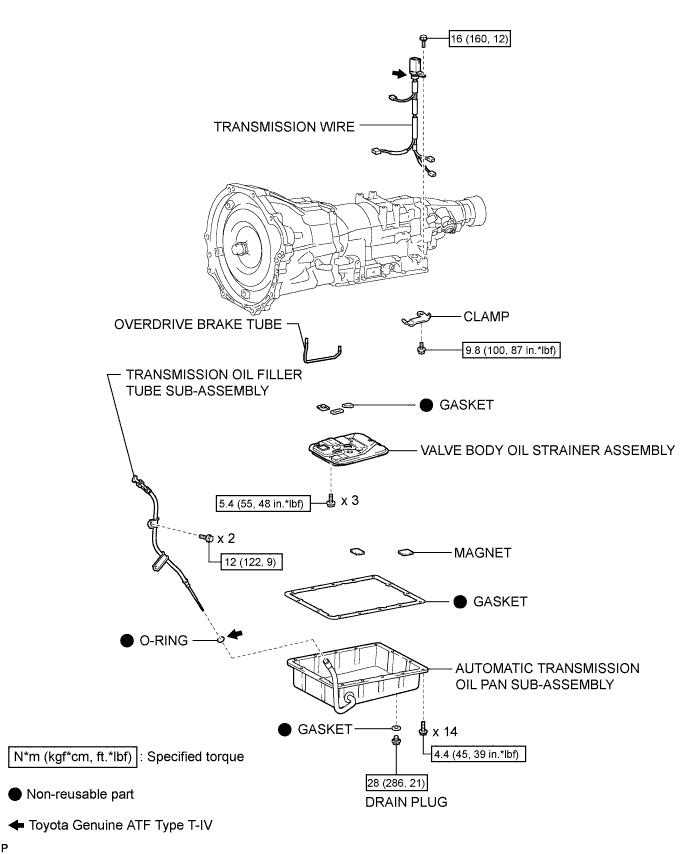 16 (160, 12)
TRANSMISSION WIRE
OVERDRIVE BRAKE TUBE
CLAMP
9.8 (100, 87 in.*lbf)
TRANSMISSION OIL FILLER
TUBE SUB-ASSEMBLY
GASKET
VALVE BODY OIL STRAINER ASSEMBLY
5.4 (55, 48 in.*lbf)
x 3
x 2
12 (122, 9)
MAGNET
GASKET
O-RING
AUTOMATIC TRANSMISSION
OIL PAN SUB-ASSEMBLY
GASKET
x 14
4.4 (45, 39 in.*lbf)
28 (286, 21)
DRAIN PLUG
N*m (kgf*cm, ft.*lbf) : Specified torque
Non-reusable part
Toyota Genuine ATF Type T-IV
P